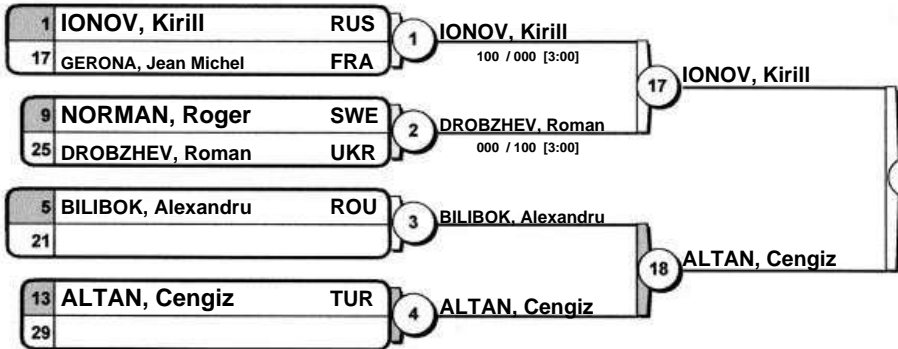 1 IONOV, Kirill RUS
17 GERONA, Jean Michel FRA
1
IONOV, Kirill
100 / 000 [3:00]
9 NORMAN, Roger SWE
25 DROBZHEV, Roman UKR
2
DROBZHEV, Roman
000 / 100 [3:00]
17
IONOV, Kirill
5 BILIBOK, Alexandru ROU
21
3
BILIBOK, Alexandru
13 ALTAN, Cengiz TUR
29
4
ALTAN, Cengiz
18
ALTAN, Cengiz